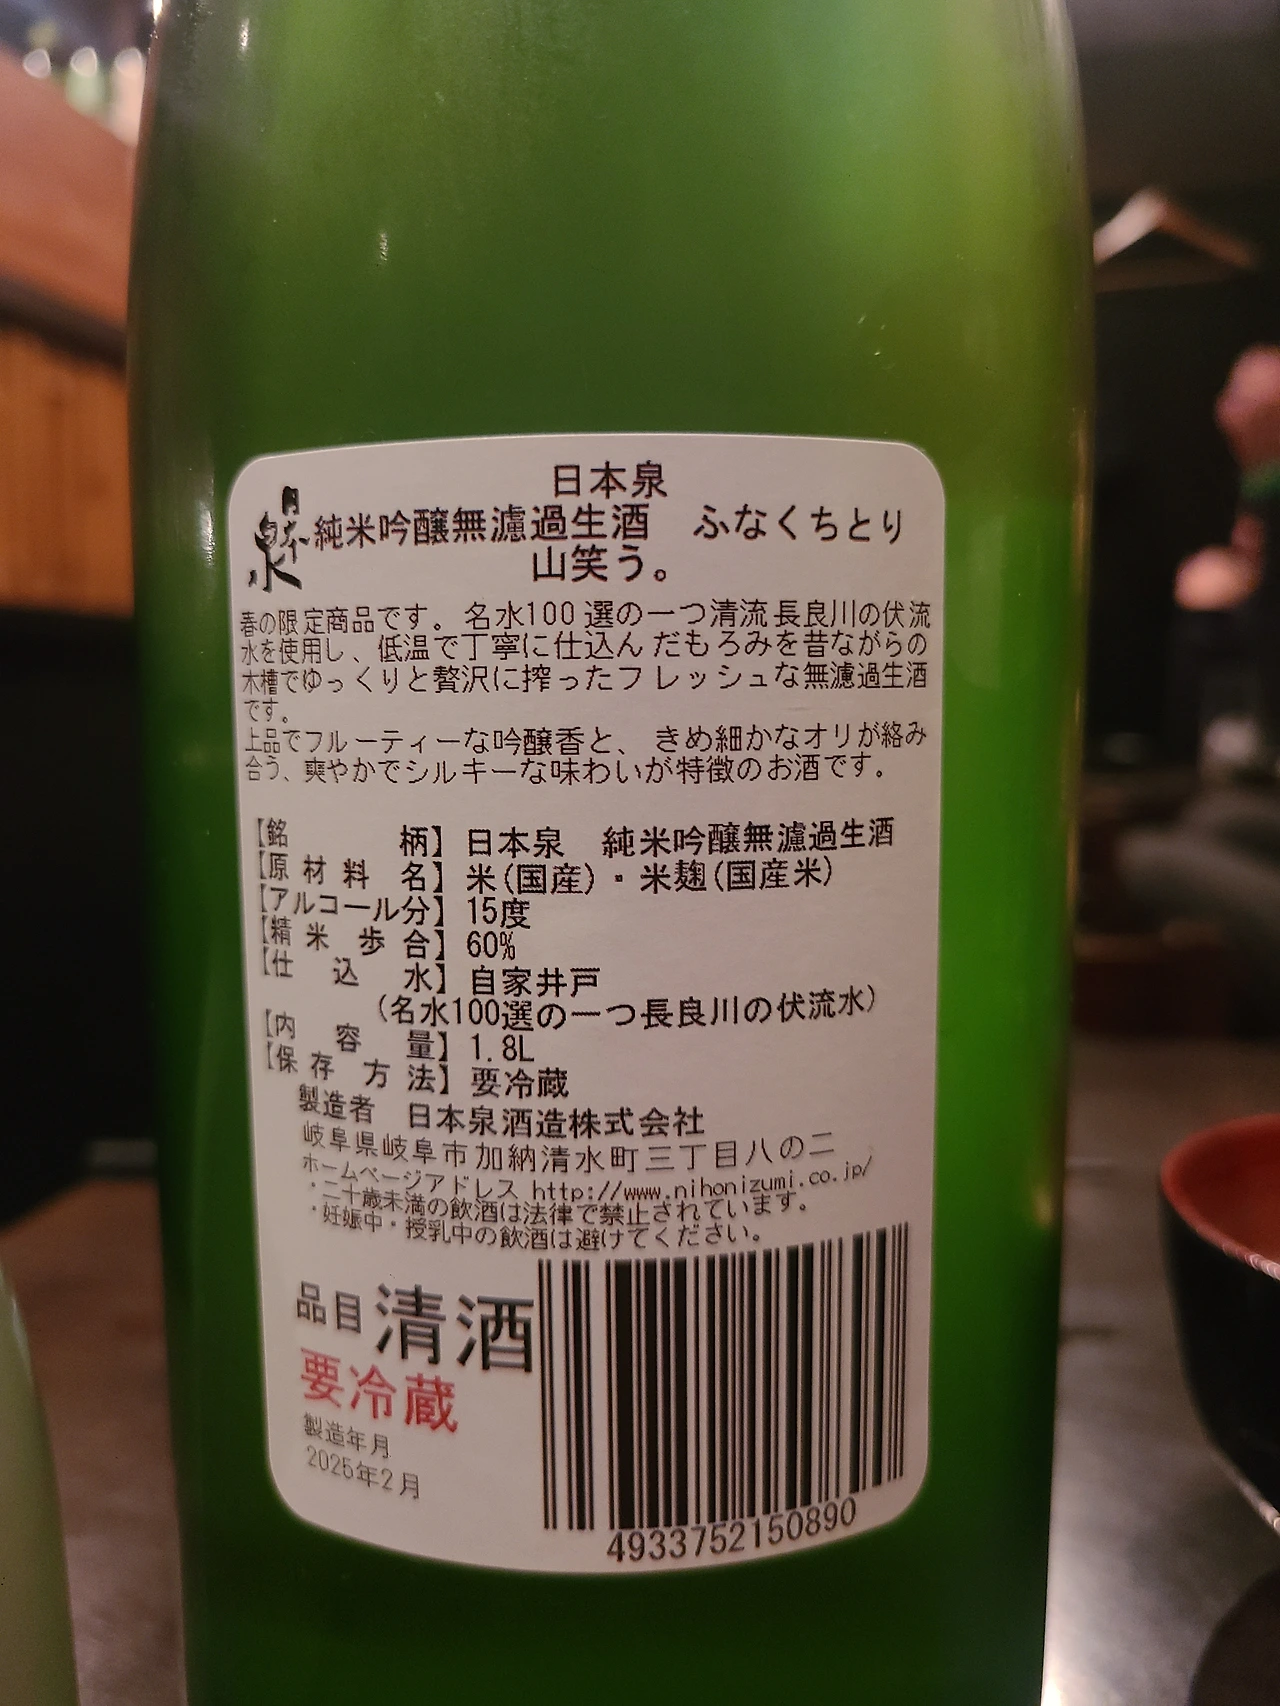 日本泉
日本泉
純米吟醸無濾過生酒　ふなくちとり
山笑う。
春の限定商品です。名水100選の一つ清流長良川の伏流
水を使用し、低温で丁寧に仕込んだもろみを昔ながらの
木槽でゆっくりと贅沢に搾ったフレッシュな無濾過生酒
です。
上品でフルーティーな吟醸香と、きめ細かなオリが絡み
合う、爽やかでシルキーな味わいが特徴のお酒です。
【銘柄】日本泉　純米吟醸無濾過生酒
【原材料名】米(国産)・米麹(国産米)
【アルコール分】15度
【精米歩合】60%
【仕込水】自家井戸
(名水100選の一つ長良川の伏流水)
【内容量】1.8L
【保存方法】要冷蔵
製造者　日本泉酒造株式会社
岐阜県岐阜市加納清水町三丁目八の二
ホームページアドレス http://www.nihonizumi.co.jp/
・二十歳未満の飲酒は法律で禁止されています。
・妊娠中・授乳中の飲酒は避けてください。
品目 清酒
要冷蔵
製造年月
2025年2月
4933752150890